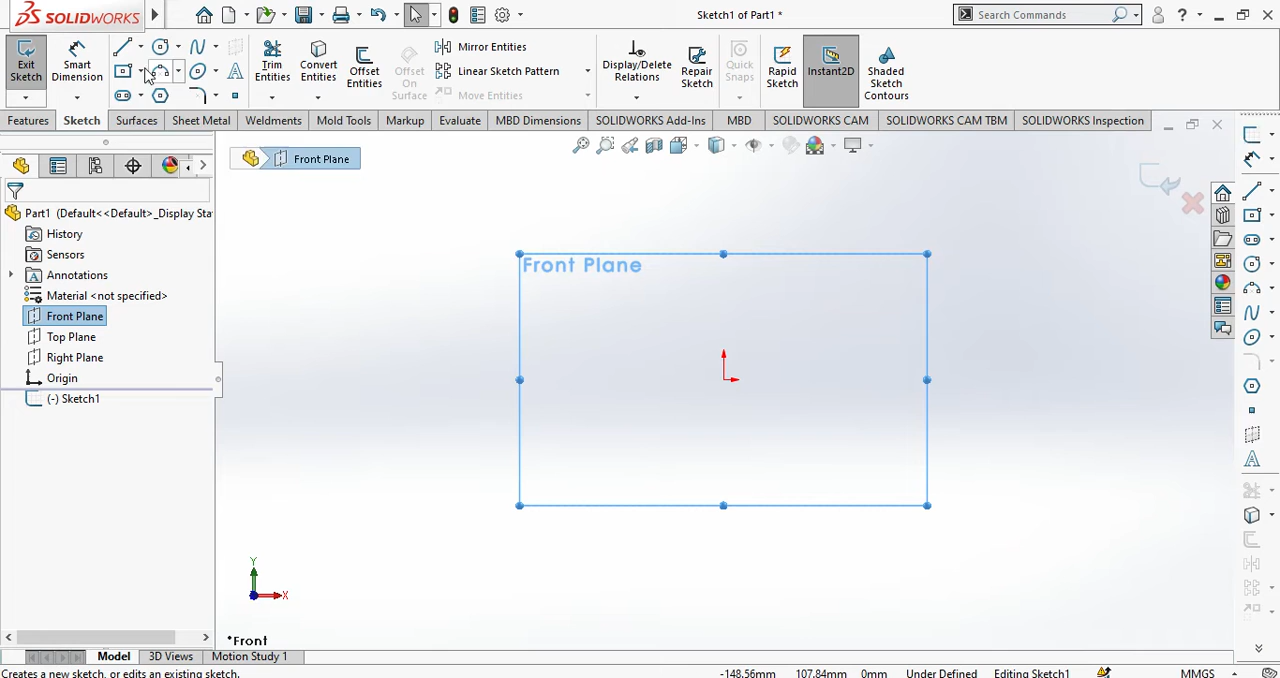 SOLIDWORKS
Sketch1 of Part1 *
Search Commands
?
Exit Sketch
Smart Dimension
Trim Entities
Convert Entities
Offset Entities
Offset On Surface
Mirror Entities
Linear Sketch Pattern
Move Entities
Display/Delete Relations
Repair Sketch
Quick Snaps
Rapid Sketch
Instant2D
Shaded Sketch Contours
Features
Sketch
Surfaces
Sheet Metal
Weldments
Mold Tools
Markup
Evaluate
MBD Dimensions
SOLIDWORKS Add-Ins
MBD
SOLIDWORKS CAM
SOLIDWORKS CAM TBM
SOLIDWORKS Inspection
Front Plane
Part1 (Default<<Default>_Display Sta
History
Sensors
Annotations
Material <not specified>
Front Plane
Top Plane
Right Plane
Origin
(-) Sketch1
Front Plane
Y
X
*Front
Model
3D Views
Motion Study 1
Creates a new sketch, or edits an existing sketch.
-148.56mm
107.84mm
0mm
Under Defined
Editing Sketch1
MMGS